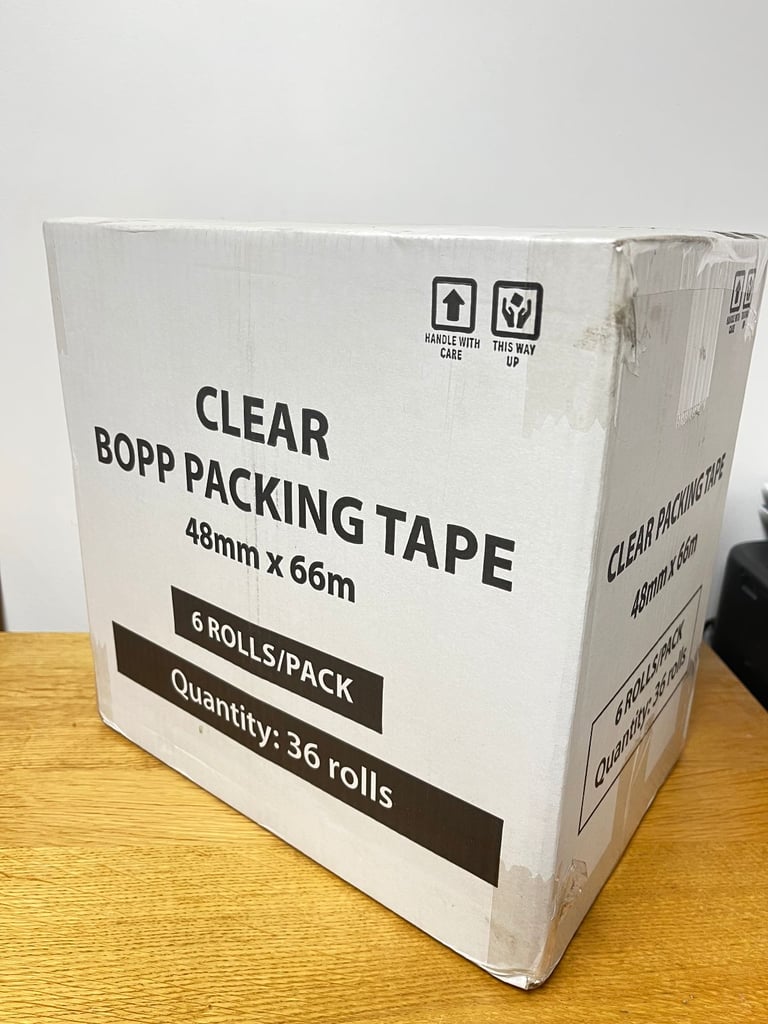 HANDLE WITH
CARE
THIS WAY
UP
CLEAR
BOPP PACKING TAPE
48mm x 66m
6 ROLLS/PACK
Quantity: 36 rolls
CLEAR PACKING TAPE
48mm x 66m
6 ROLLS/PACK
Quantity: 36 rolls